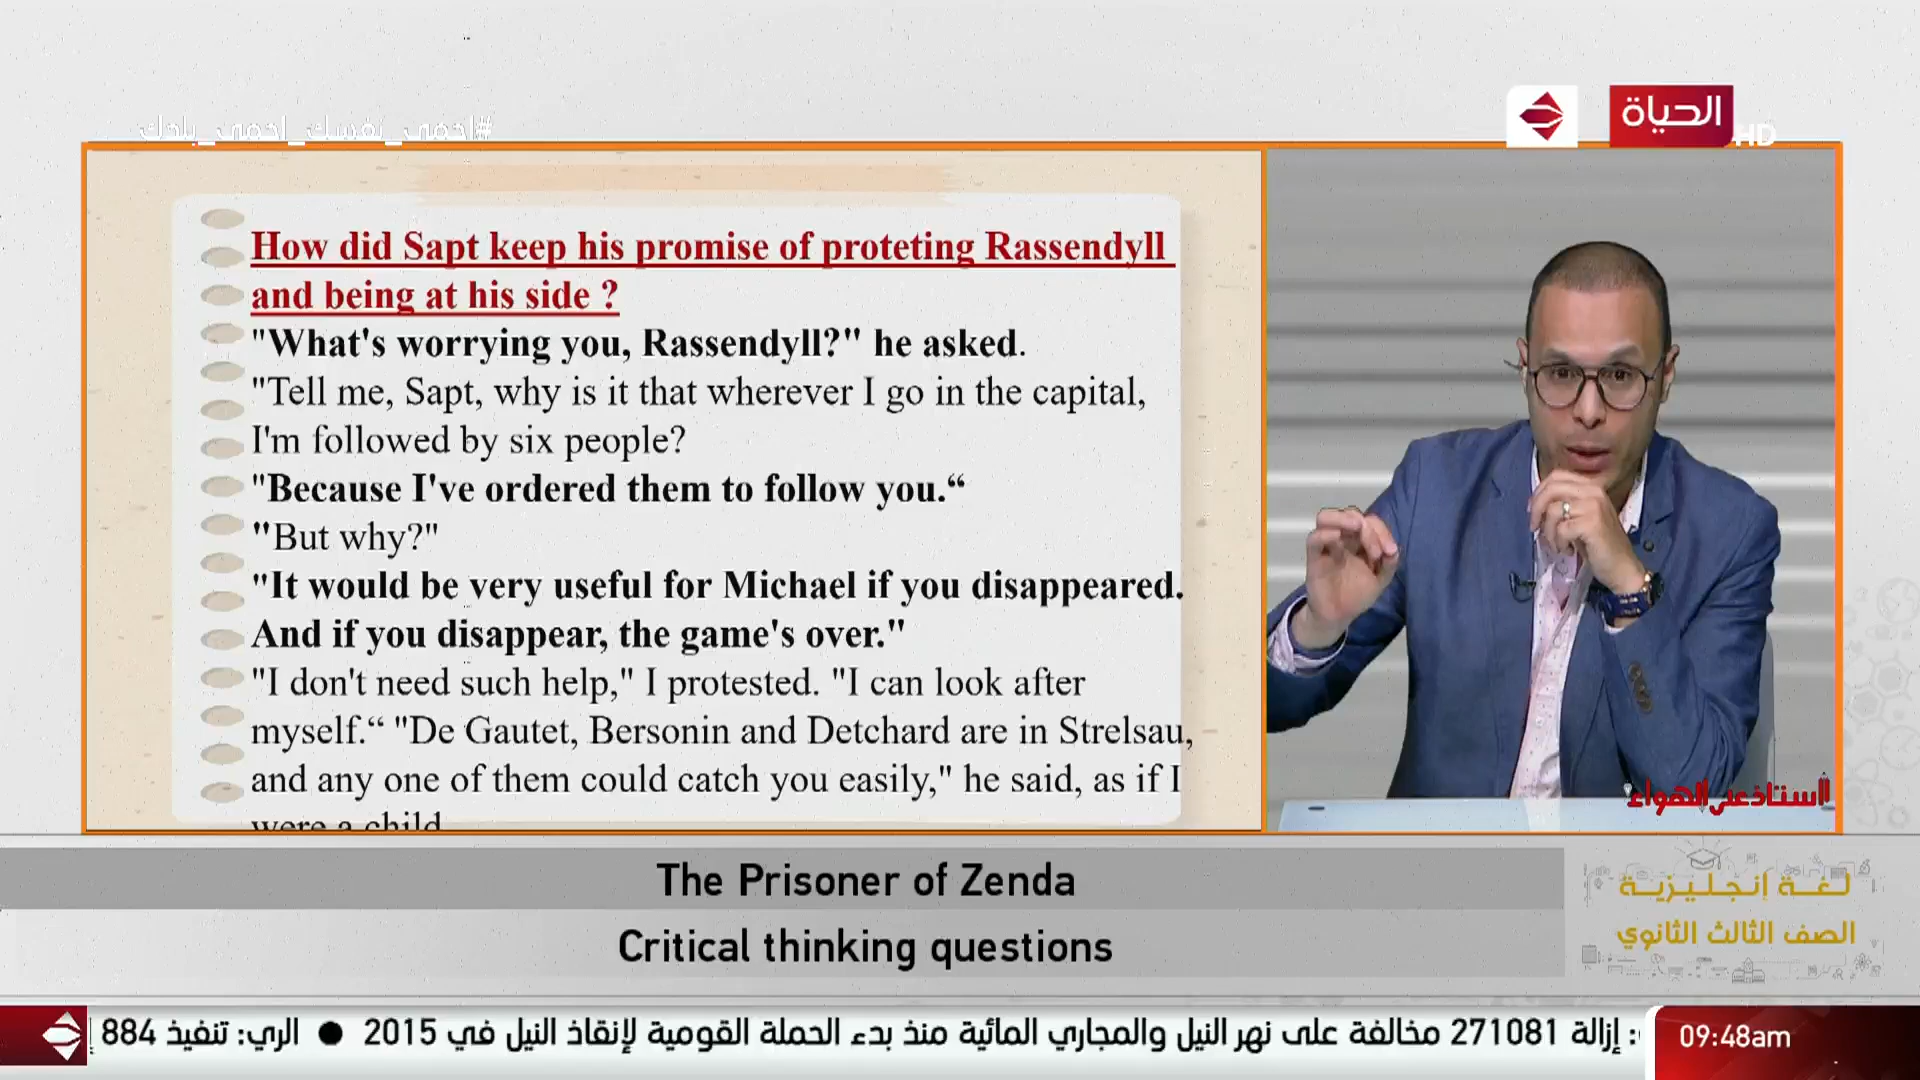 #احمي_نفسك_احمي_بلدك
الحياة
HD
How did Sapt keep his promise of proteting Rassendyll
and being at his side ?
"What's worrying you, Rassendyll?" he asked.
"Tell me, Sapt, why is it that wherever I go in the capital,
I'm followed by six people?
"Because I've ordered them to follow you.“
"But why?"
"It would be very useful for Michael if you disappeared.
And if you disappear, the game's over."
"I don't need such help," I protested. "I can look after
myself.“ "De Gautet, Bersonin and Detchard are in Strelsau,
and any one of them could catch you easily," he said, as if I
were a child
أستاذ على الهواء
The Prisoner of Zenda
Critical thinking questions
لغة إنجليزية
الصف الثالث الثانوي
: إزالة 271081 مخالفة على نهر النيل والمجاري المائية منذ بدء الحملة القومية لإنقاذ النيل في 2015 ● الري: تنفيذ 884
09:48am